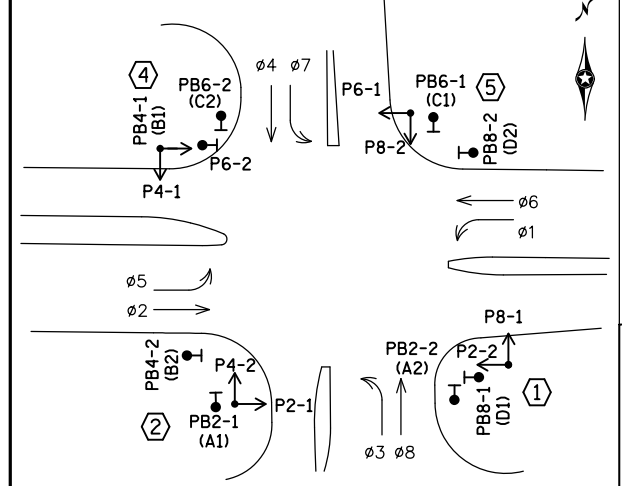 N
4
PB6-2
(C2)
PB4-1
(B1)
P6-2
P4-1
ø4 ø7
P6-1
PB6-1
(C1)
5
P8-2
PB8-2
(D2)
ø6
ø1
ø5
ø2
P8-1
PB4-2
(B2)
P4-2
P2-1
PB2-1
(A1)
2
PB2-2
(A2)
P2-2
PB8-1
(D1)
1
ø3 ø8